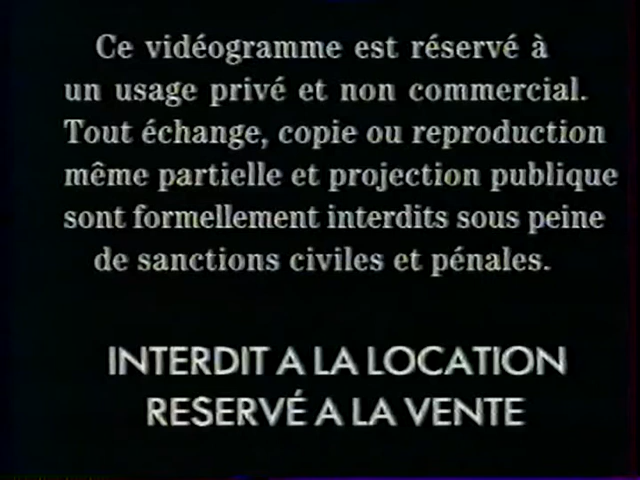 Ce vidéogramme est réservé à
un usage privé et non commercial.
Tout échange, copie ou reproduction
même partielle et projection publique
sont formellement interdits sous peine
de sanctions civiles et pénales.
INTERDIT A LA LOCATION
RESERVÉ A LA VENTE